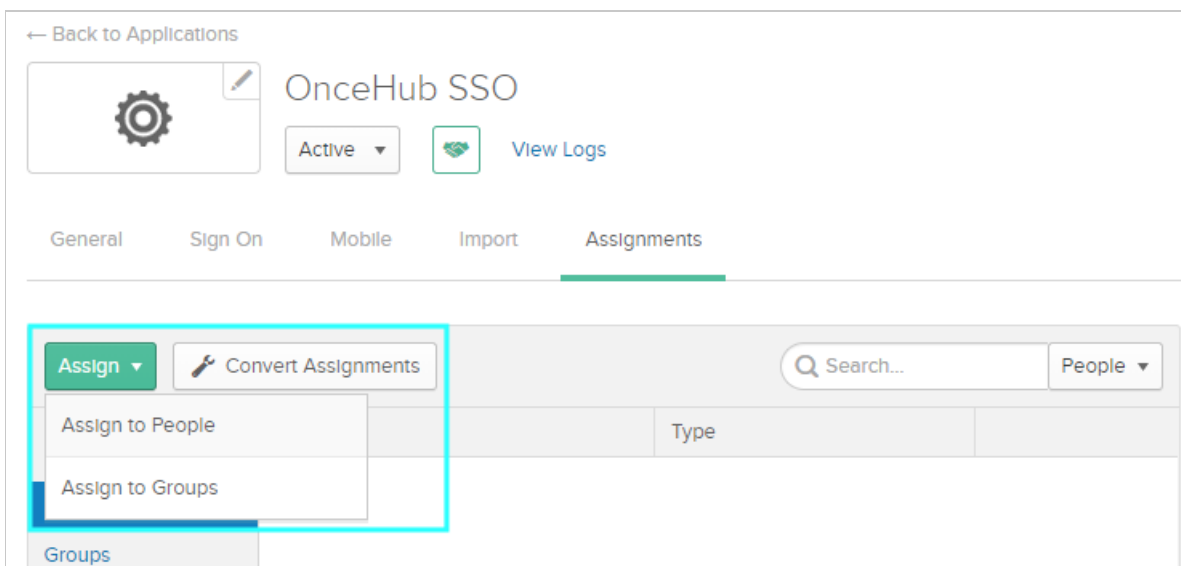 ← Back to Applications
OnceHub SSO
Active
View Logs
General Sign On Mobile Import Assignments
Assign Convert Assignments Search... People
Assign to People
Type
Assign to Groups
Groups